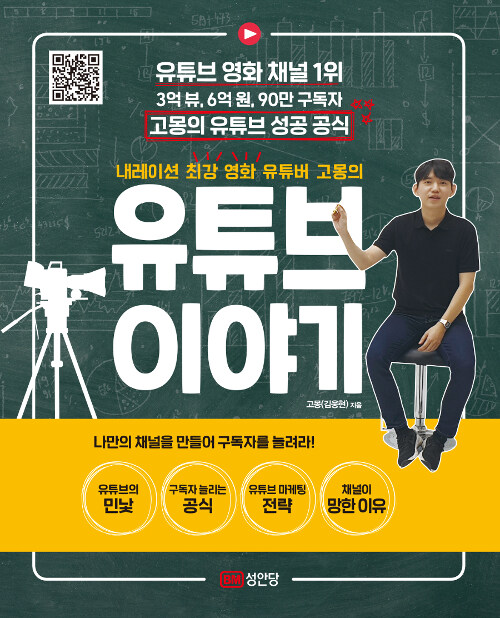 유튜브 영화 채널 1위
3억 뷰, 6억 원, 90만 구독자
고몽의 유튜브 성공 공식
내레이션 최강 영화 유튜버 고몽의
유튜브
이야기
고몽(김웅현) 지음
나만의 채널을 만들어 구독자를 늘려라!
유튜브의
민낯
구독자 늘리는
공식
유튜브 마케팅
전략
채널이
망한 이유
BM 성안당